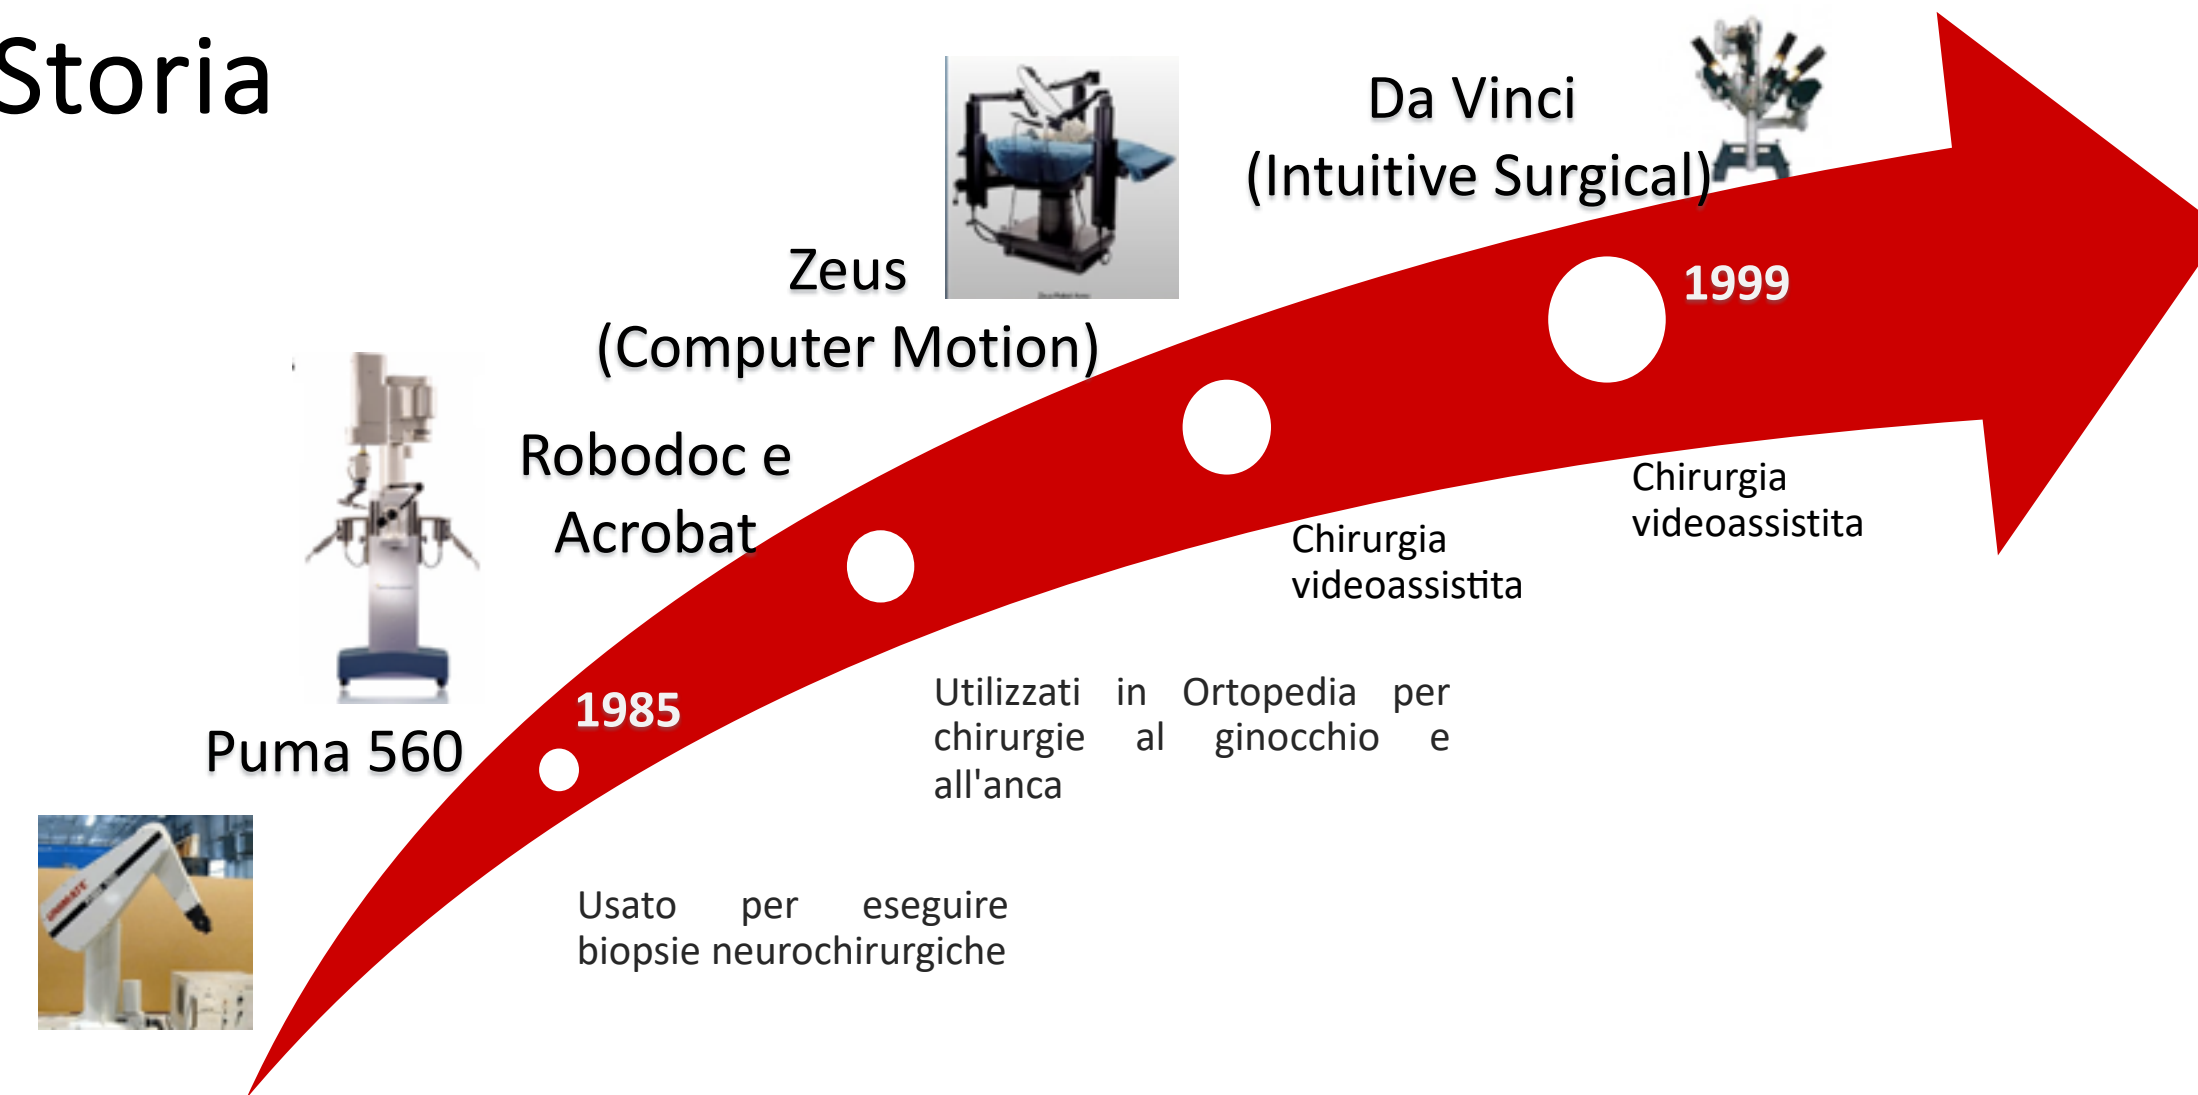 Storia
Da Vinci
(Intuitive Surgical)
Zeus
(Computer Motion)
1999
Robodoc e
Acrobat
Chirurgia
videoassistita
Chirurgia
videoassistita
1985
Puma 560
Utilizzati in Ortopedia per
chirurgie al ginocchio e
all'anca
Usato per eseguire
biopsie neurochirurgiche
UNIMATE